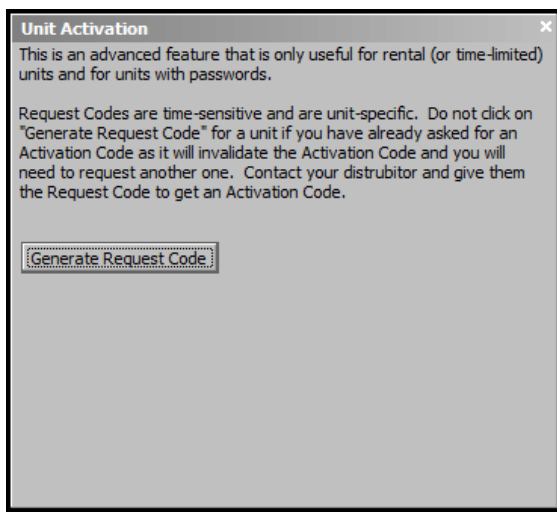 Unit Activation
This is an advanced feature that is only useful for rental (or time-limited)
units and for units with passwords.
Request Codes are time-sensitive and are unit-specific.  Do not click on
"Generate Request Code" for a unit if you have already asked for an
Activation Code as it will invalidate the Activation Code and you will
need to request another one.  Contact your distrubitor and give them
the Request Code to get an Activation Code.
Generate Request Code